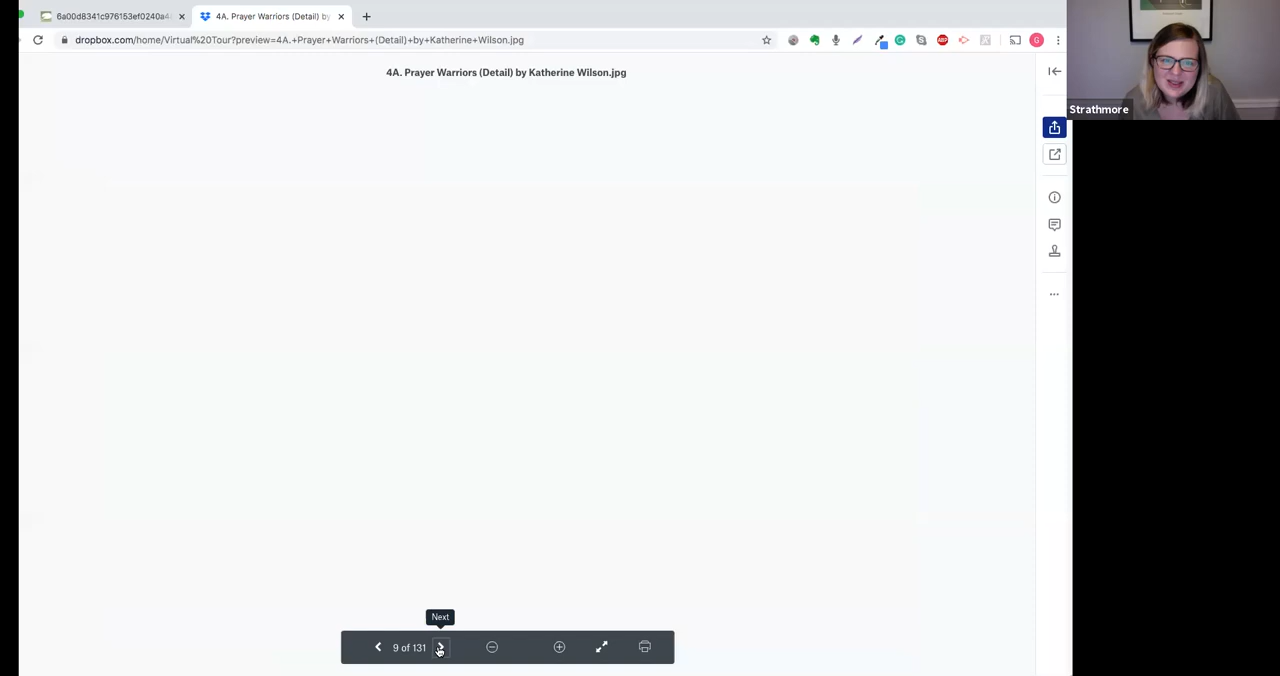 6a00d8341c976153ef0240a4
4A. Prayer Warriors (Detail) by
dropbox.com/home/Virtual%20Tour?preview=4A.+Prayer+Warriors+(Detail)+by+Katherine+Wilson.jpg
ABP
G
4A. Prayer Warriors (Detail) by Katherine Wilson.jpg
Strathmore
Next
9 of 131